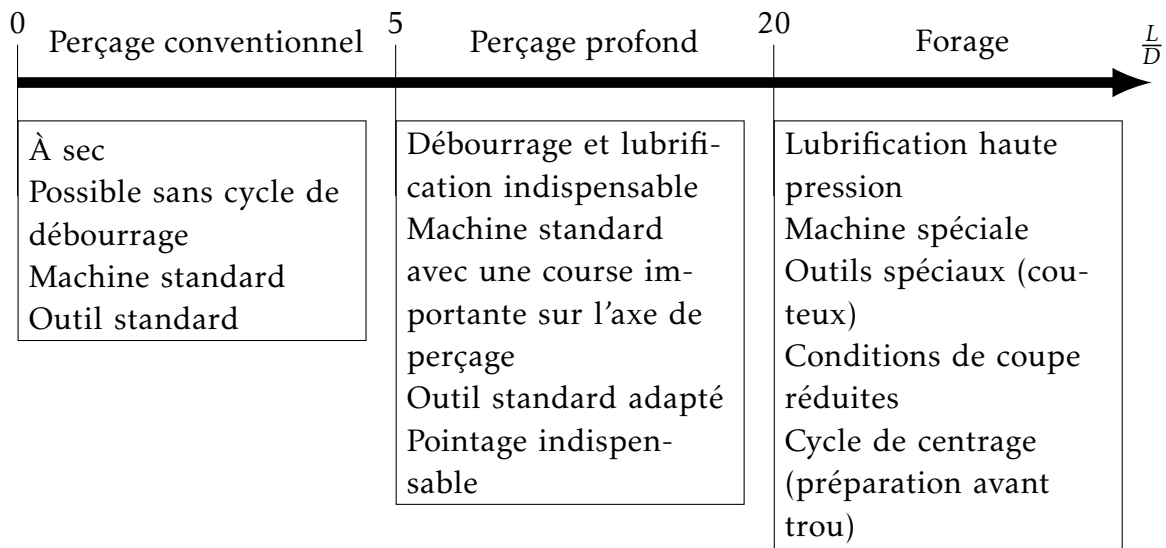 0
5
20
Perçage conventionnel
Perçage profond
Forage
L
D
À sec
Possible sans cycle de
débourrage
Machine standard
Outil standard
Débourrage et lubrifi-
cation indispensable
Machine standard
avec une course im-
portante sur l'axe de
perçage
Outil standard adapté
Pointage indispen-
sable
Lubrification haute
pression
Machine spéciale
Outils spéciaux (cou-
teux)
Conditions de coupe
réduites
Cycle de centrage
(préparation avant
trou)